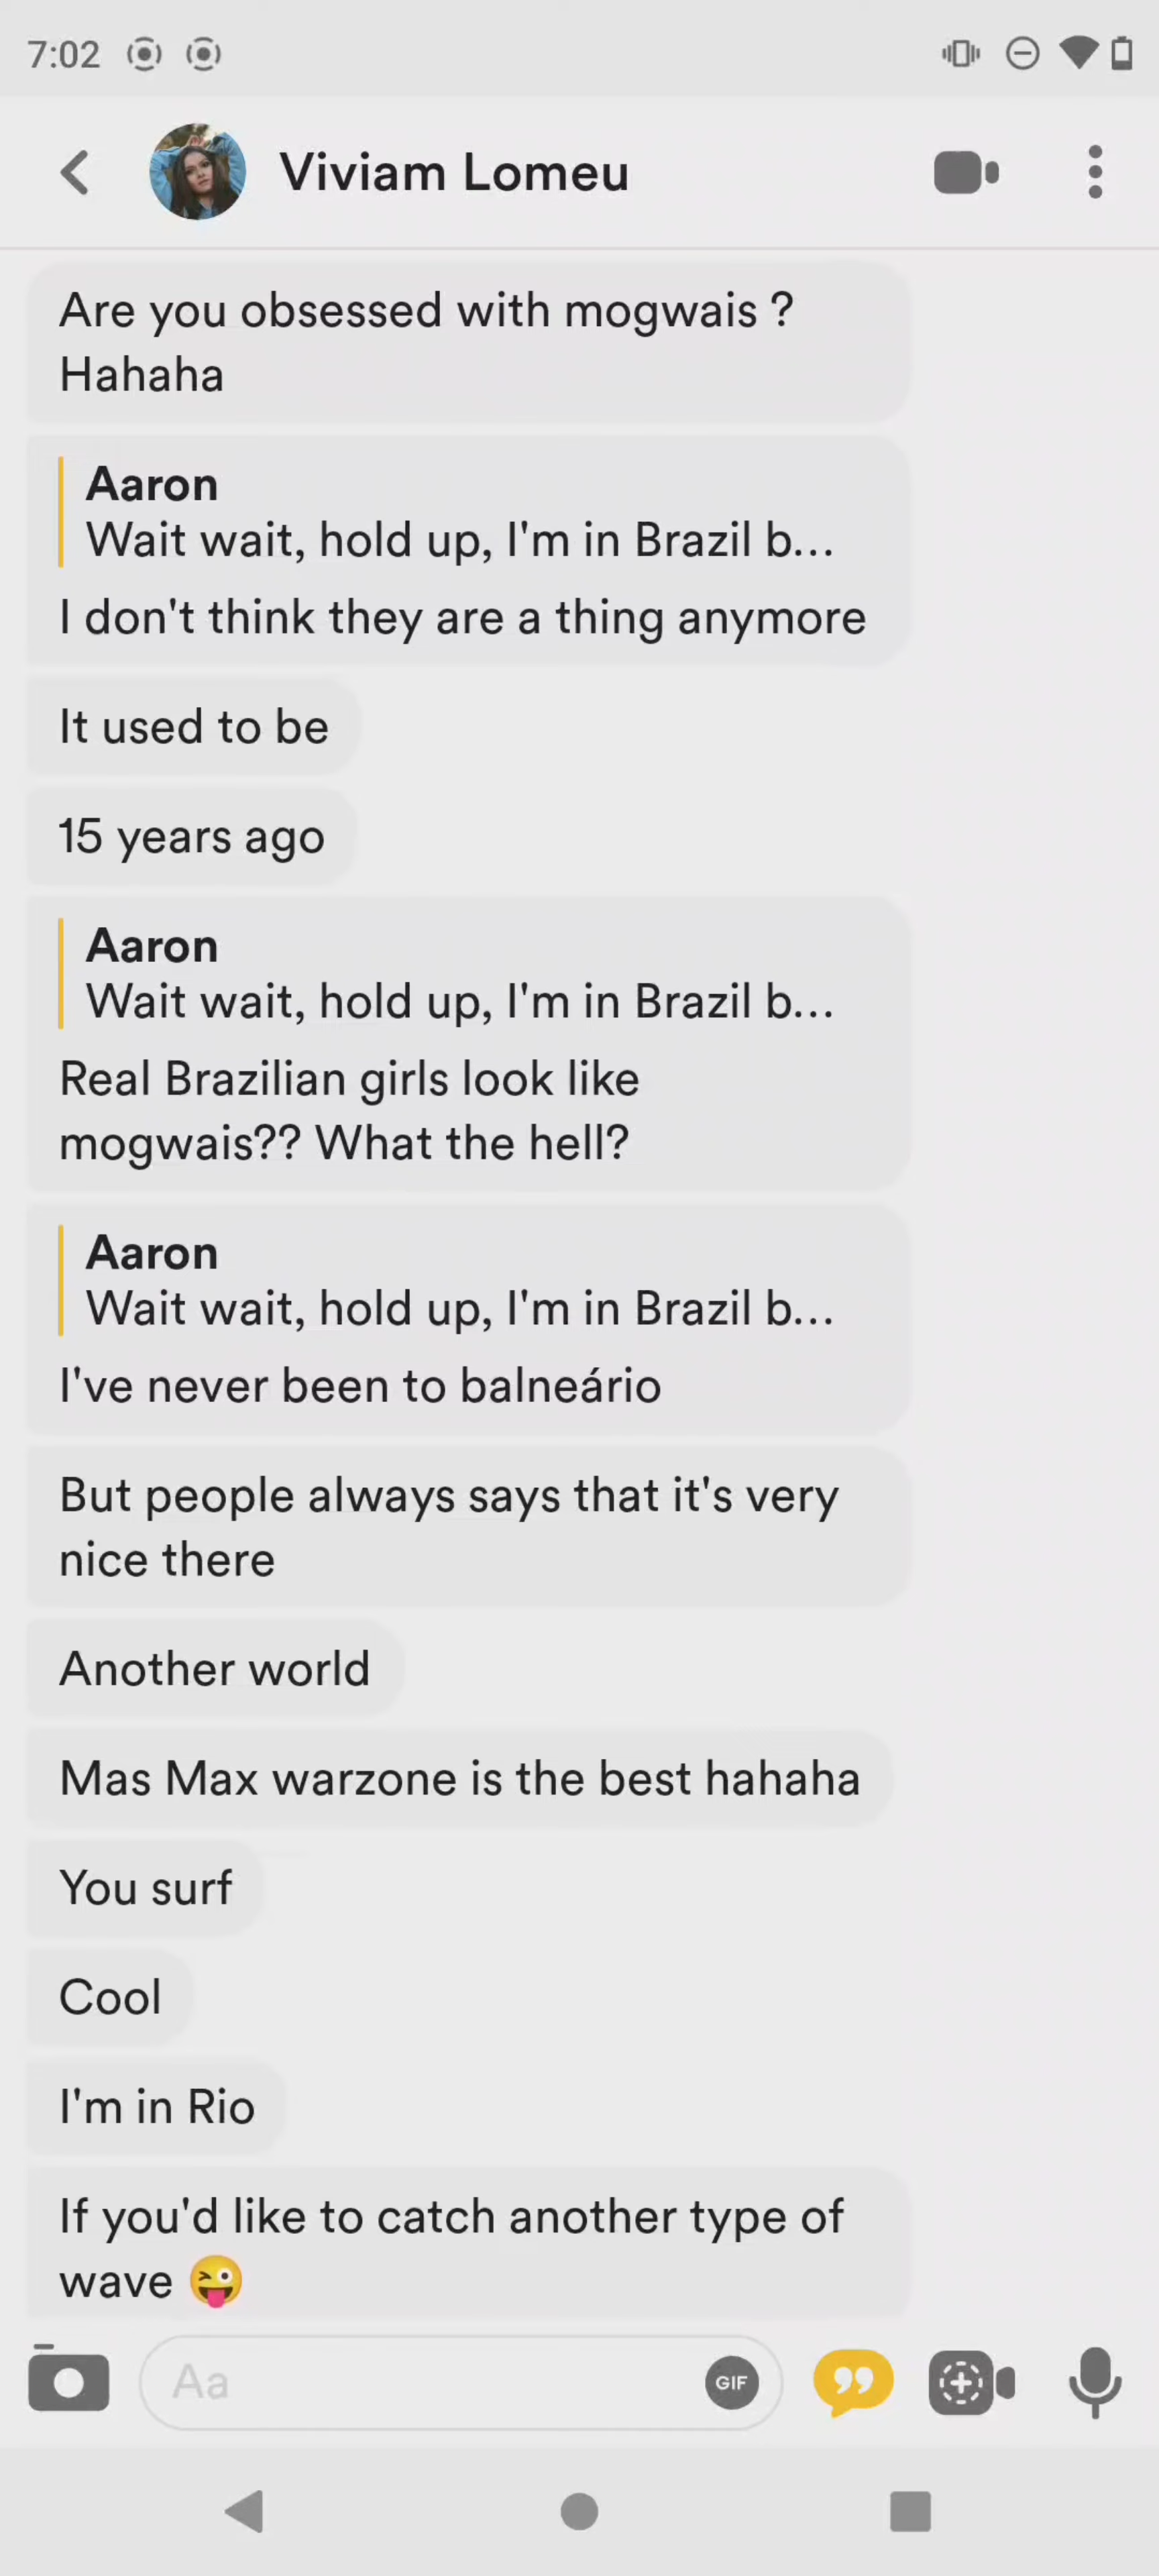 7:02
Viviam Lomeu
Are you obsessed with mogwais ?
Hahaha
Aaron
Wait wait, hold up, I'm in Brazil b...
I don't think they are a thing anymore
It used to be
15 years ago
Aaron
Wait wait, hold up, I'm in Brazil b...
Real Brazilian girls look like
mogwais?? What the hell?
Aaron
Wait wait, hold up, I'm in Brazil b...
I've never been to balneário
But people always says that it's very
nice there
Another world
Mas Max warzone is the best hahaha
You surf
Cool
I'm in Rio
If you'd like to catch another type of
wave 😜
Aa
GIF